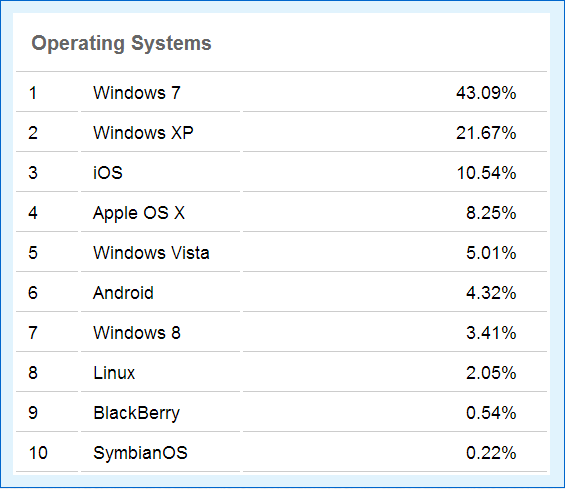 Operating Systems
1 Windows 7 43.09%
2 Windows XP 21.67%
3 iOS 10.54%
4 Apple OS X 8.25%
5 Windows Vista 5.01%
6 Android 4.32%
7 Windows 8 3.41%
8 Linux 2.05%
9 BlackBerry 0.54%
10 SymbianOS 0.22%